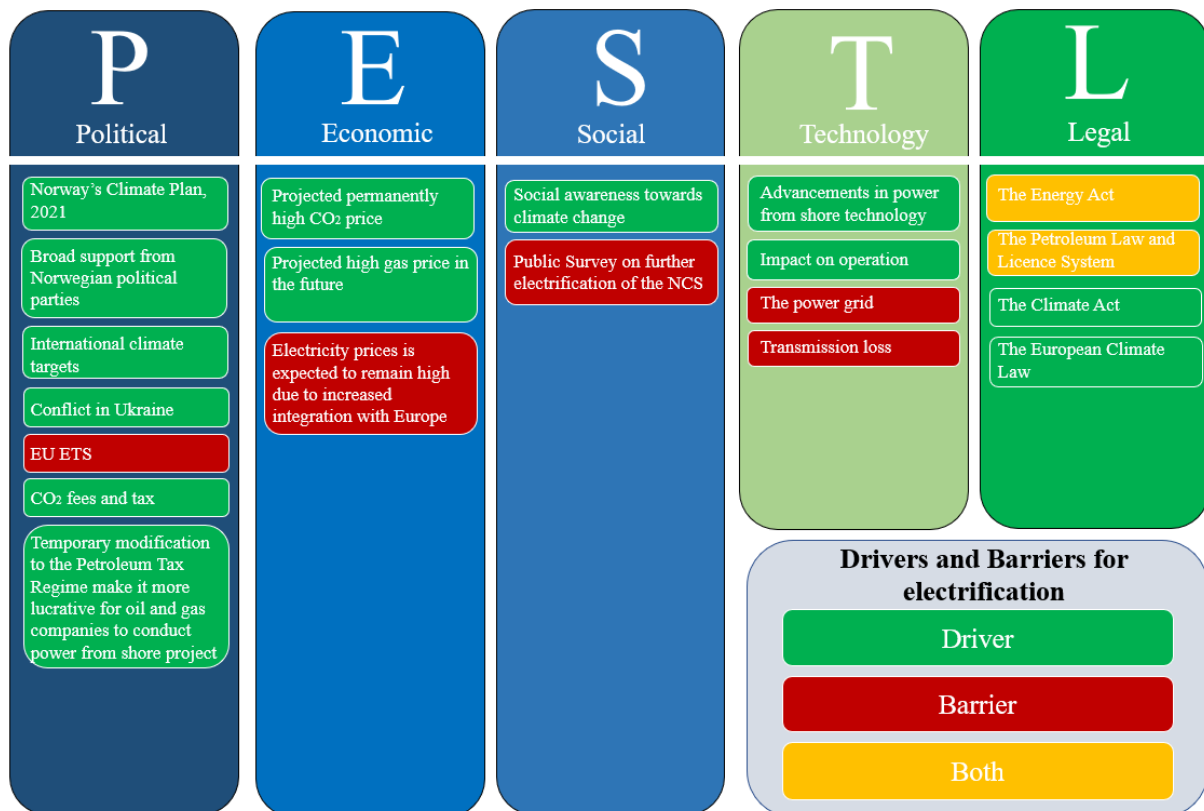 P
Political
Norway's Climate Plan,
2021
Broad support from
Norwegian political
parties
International climate
targets
Conflict in Ukraine
EU ETS
CO₂ fees and tax
Temporary modification
to the Petroleum Tax
Regime make it more
lucrative for oil and gas
companies to conduct
power from shore project
E
Economic
Projected permanently
high CO₂ price
Projected high gas price in
the future
Electricity prices is
expected to remain high
due to increased
integration with Europe
S
Social
Social awareness towards
climate change
Public Survey on further
electrification of the NCS
T
Technology
Advancements in power
from shore technology
Impact on operation
The power grid
Transmission loss
L
Legal
The Energy Act
The Petroleum Law and
Licence System
The Climate Act
The European Climate
Law
Drivers and Barriers for
electrification
Driver
Barrier
Both